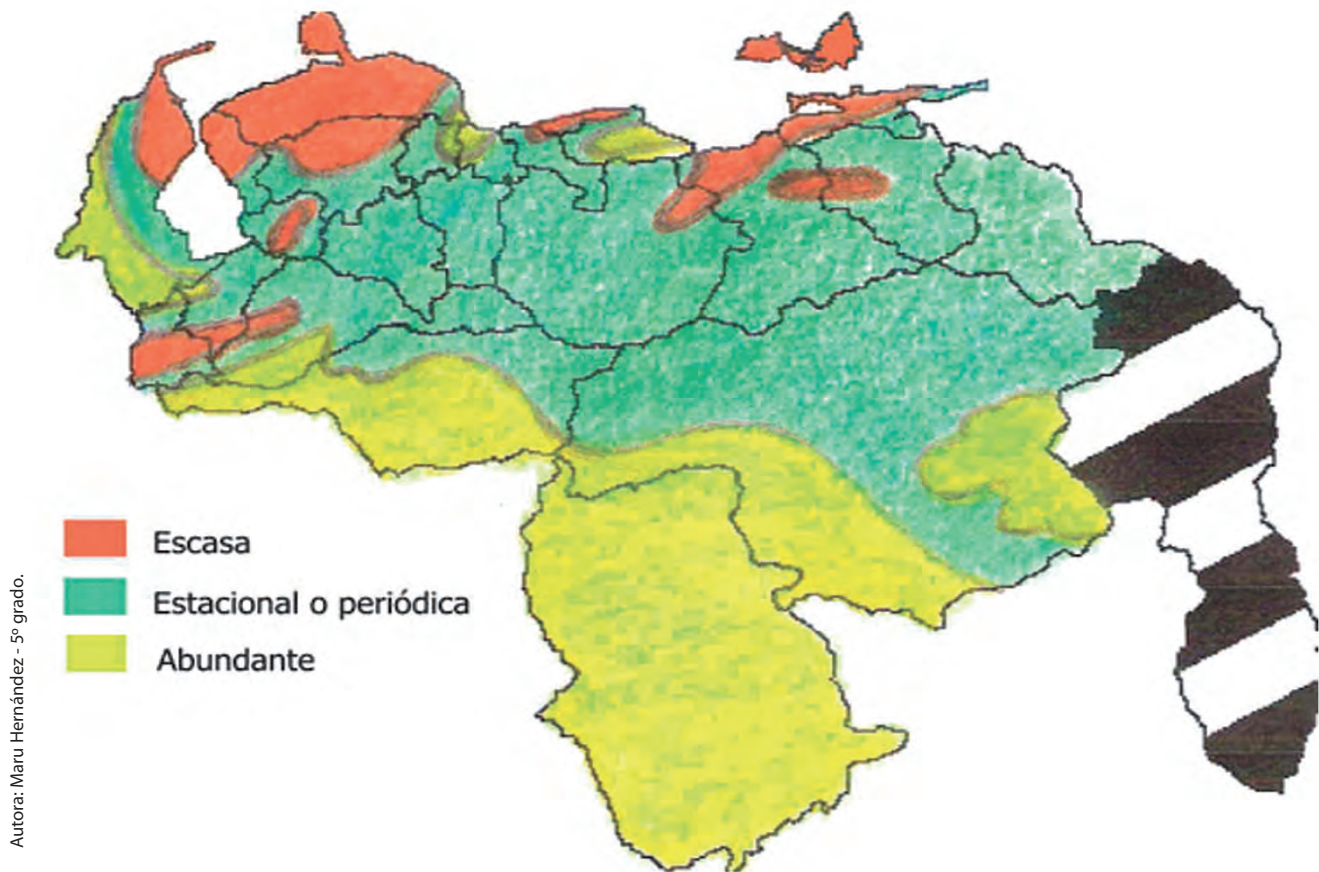 Escasa
Estacional o periódica
Abundante
Autora: Maru Hernández - 5º grado.